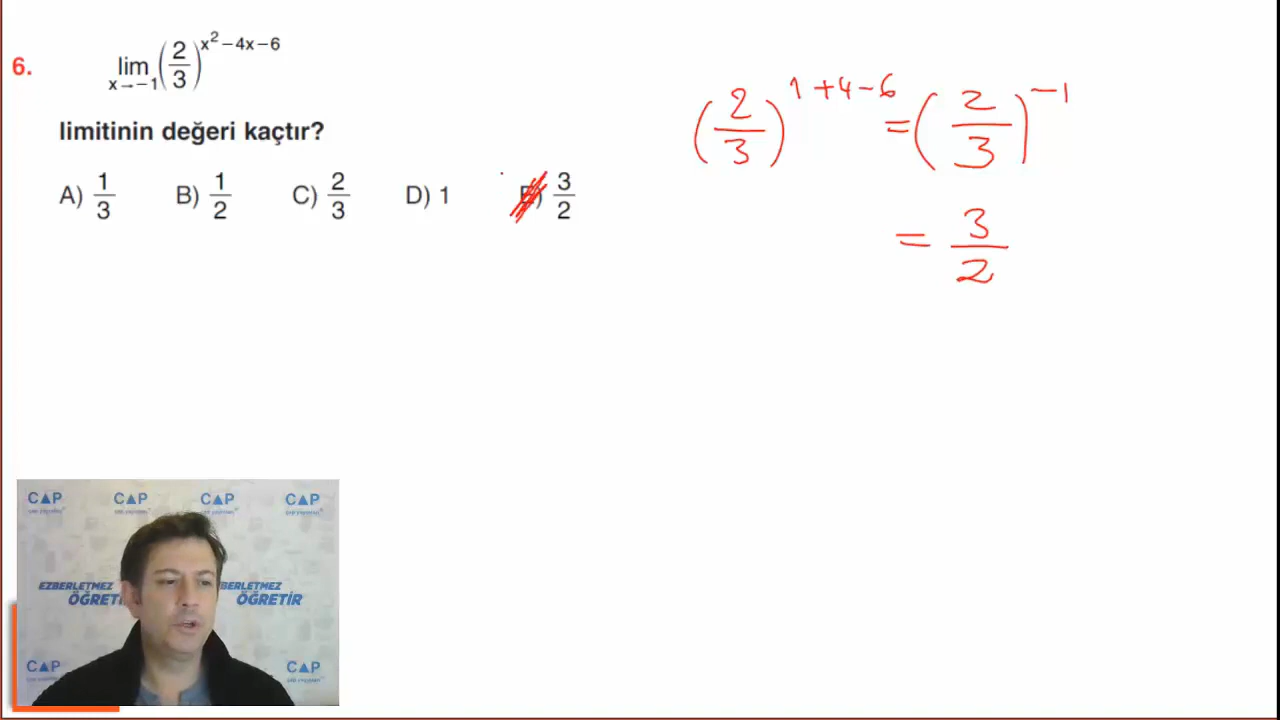 6. lim x→−1 (2/3)^(x²−4x−6)
limitinin değeri kaçtır?
A) 1/3 B) 1/2 C) 2/3 D) 1 E) 3/2
(2/3)^(1+4−6) = (2/3)^(−1)
= 3/2
CAP CAP CAP CAP
EZBERLETMEZ BERLETMEZ
ÖĞRETİR ÖĞRETİR
CAP CAP